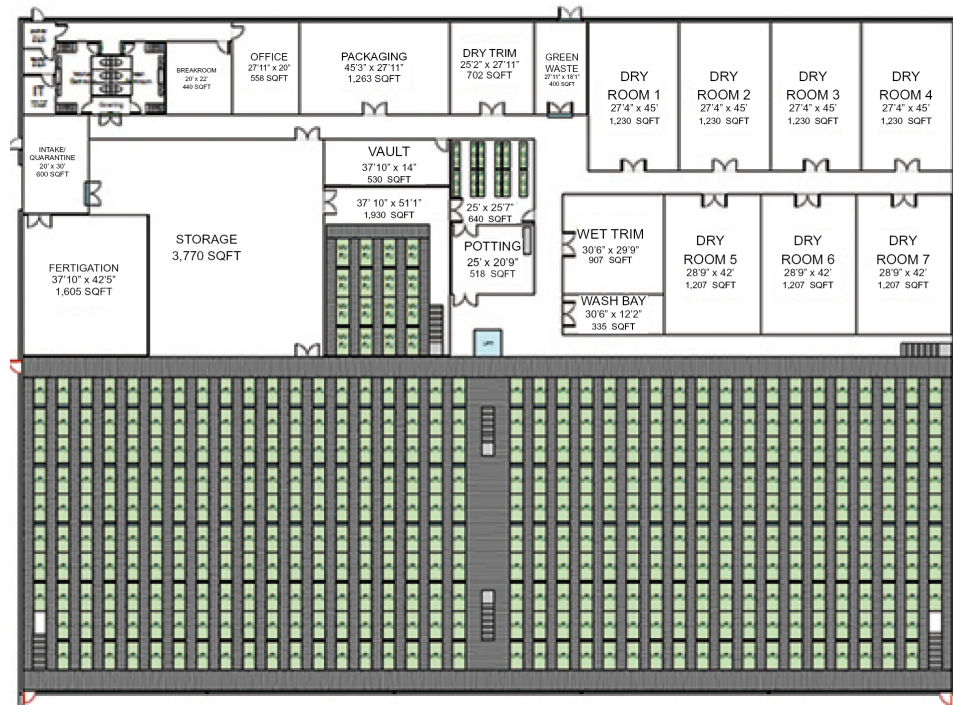 OFFICE
27'11" x 20"
558 SQFT
PACKAGING
45'3" x 27'11"
1,263 SQFT
DRY TRIM
25'2" x 27'11"
702 SQFT
GREEN
WASTE
27'11" x 18'1"
400 SQFT
BREAKROOM
20' x 22'
440 SQFT
IT
DRY
ROOM 1
27'4" x 45'
1,230 SQFT
DRY
ROOM 2
27'4" x 45'
1,230 SQFT
DRY
ROOM 3
27'4" x 45'
1,230 SQFT
DRY
ROOM 4
27'4" x 45'
1,230 SQFT
INTAKE/
QUARANTINE
20' x 30'
600 SQFT
VAULT
37'10" x 14"
530 SQFT
37' 10" x 51'1"
1,930 SQFT
25' x 25'7"
640 SQFT
POTTING
25' x 20'9"
518 SQFT
STORAGE
3,770 SQFT
FERTIGATION
37'10" x 42'5"
1,605 SQFT
WET TRIM
30'6" x 29'9"
907 SQFT
WASH BAY
30'6" x 12'2"
335 SQFT
DRY
ROOM 5
28'9" x 42'
1,207 SQFT
DRY
ROOM 6
28'9" x 42'
1,207 SQFT
DRY
ROOM 7
28'9" x 42'
1,207 SQFT
LIFT